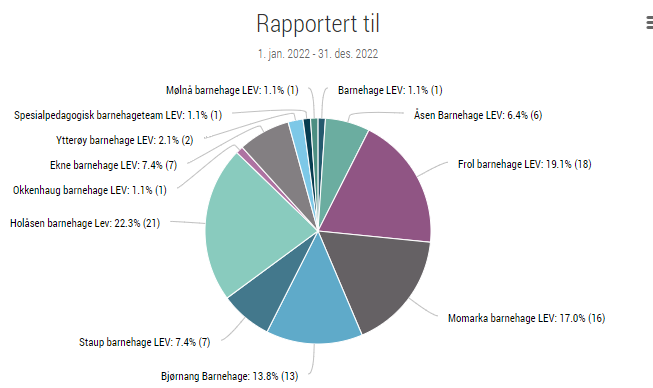 Rapportert til
1. jan. 2022 - 31. des. 2022
Mølnå barnehage LEV: 1.1% (1)
Barnehage LEV: 1.1% (1)
Spesialpedagogisk barnehageteam LEV: 1.1% (1)
Åsen Barnehage LEV: 6.4% (6)
Ytterøy barnehage LEV: 2.1% (2)
Ekne barnehage LEV: 7.4% (7)
Frol barnehage LEV: 19.1% (18)
Okkenhaug barnehage LEV: 1.1% (1)
Holåsen barnehage Lev: 22.3% (21)
Momarka barnehage LEV: 17.0% (16)
Staup barnehage LEV: 7.4% (7)
Bjørnang Barnehage: 13.8% (13)